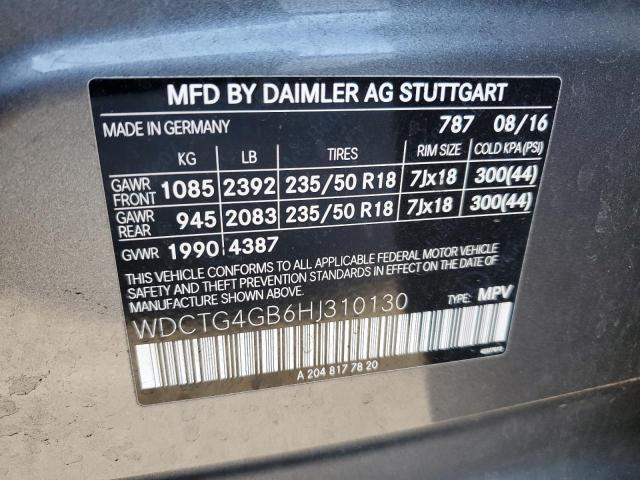 MFD BY DAIMLER AG STUTTGART
MADE IN GERMANY 787 08/16
KG LB TIRES RIM SIZE COLD KPA(PSI)
GAWR FRONT 1085 2392 235/50 R18 7Jx18 300(44)
GAWR REAR 945 2083 235/50 R18 7Jx18 300(44)
GVWR 1990 4387
THIS VEHICLE CONFORMS TO ALL APPLICABLE FEDERAL MOTOR VEHICLE
SAFETY AND THEFT PREVENTION STANDARDS IN EFFECT ON THE DATE OF
MANUFACTURE SHOWN ABOVE.
WDCTG4GB6HJ310130 TYPE: MPV
A 204 817 78 20